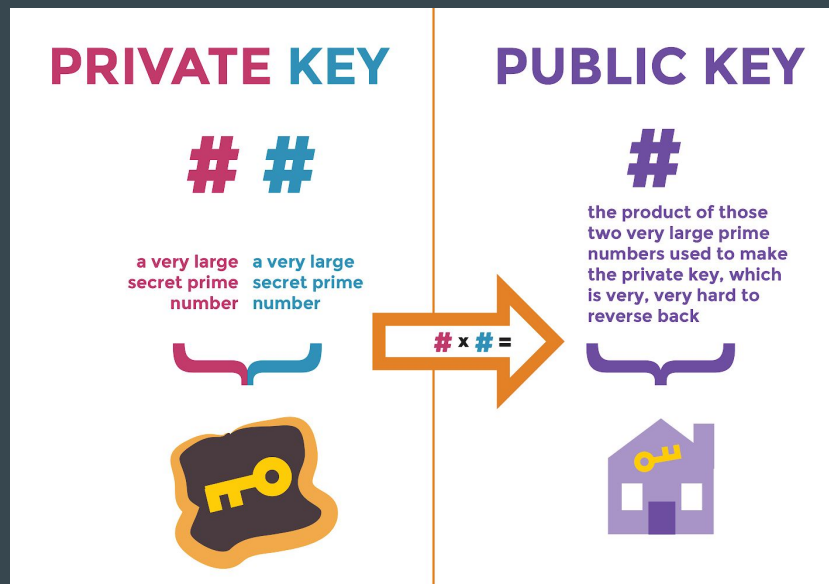 PRIVATE KEY
# #
a very large
secret prime
number
a very large
secret prime
number
# x # =
PUBLIC KEY
#
the product of those
two very large prime
numbers used to make
the private key, which
is very, very hard to
reverse back